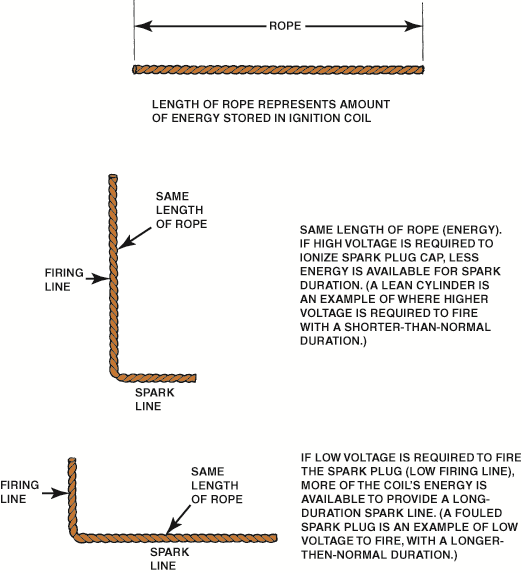 ROPE
LENGTH OF ROPE REPRESENTS AMOUNT
OF ENERGY STORED IN IGNITION COIL
SAME
LENGTH
OF ROPE
FIRING
LINE
SPARK
LINE
SAME LENGTH OF ROPE (ENERGY).
IF HIGH VOLTAGE IS REQUIRED TO
IONIZE SPARK PLUG CAP, LESS
ENERGY IS AVAILABLE FOR SPARK
DURATION. (A LEAN CYLINDER IS
AN EXAMPLE OF WHERE HIGHER
VOLTAGE IS REQUIRED TO FIRE
WITH A SHORTER-THAN-NORMAL
DURATION.)
FIRING
LINE
SAME
LENGTH
OF ROPE
SPARK
LINE
IF LOW VOLTAGE IS REQUIRED TO FIRE
THE SPARK PLUG (LOW FIRING LINE),
MORE OF THE COIL'S ENERGY IS
AVAILABLE TO PROVIDE A LONG-
DURATION SPARK LINE. (A FOULED
SPARK PLUG IS AN EXAMPLE OF LOW
VOLTAGE TO FIRE, WITH A LONGER-
THEN-NORMAL DURATION.)